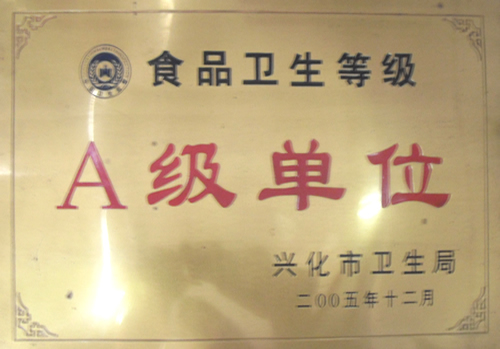 食品卫生等级
A级单位
兴化市卫生局
二00五年十二月